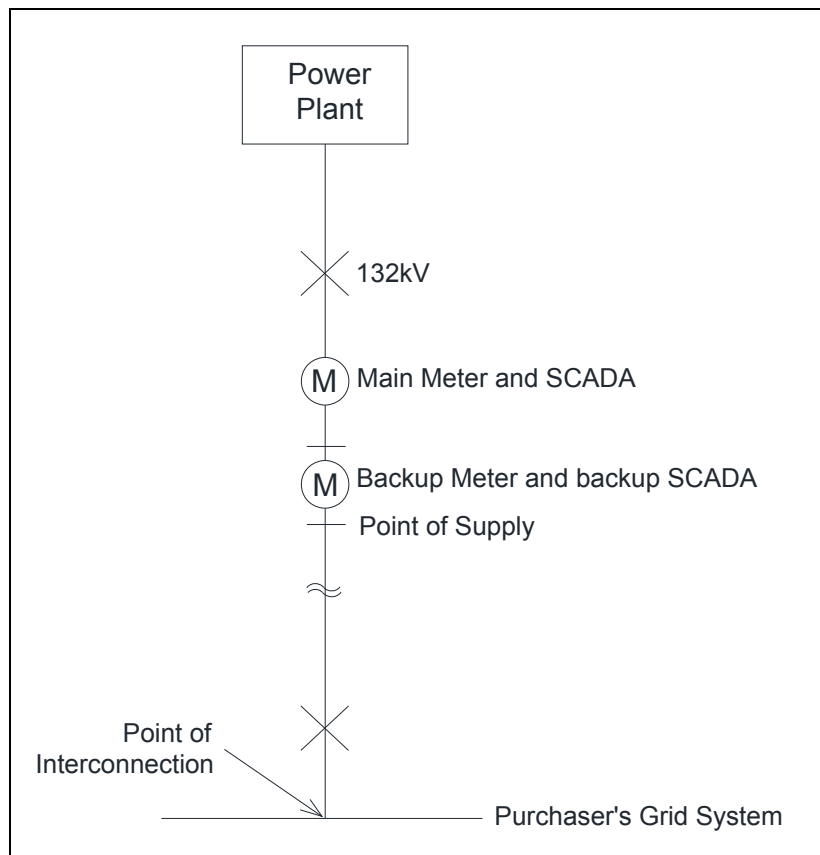 Power
Plant
132kV
M
Main Meter and SCADA
M
Backup Meter and backup SCADA
Point of Supply
Point of
Interconnection
Purchaser's Grid System